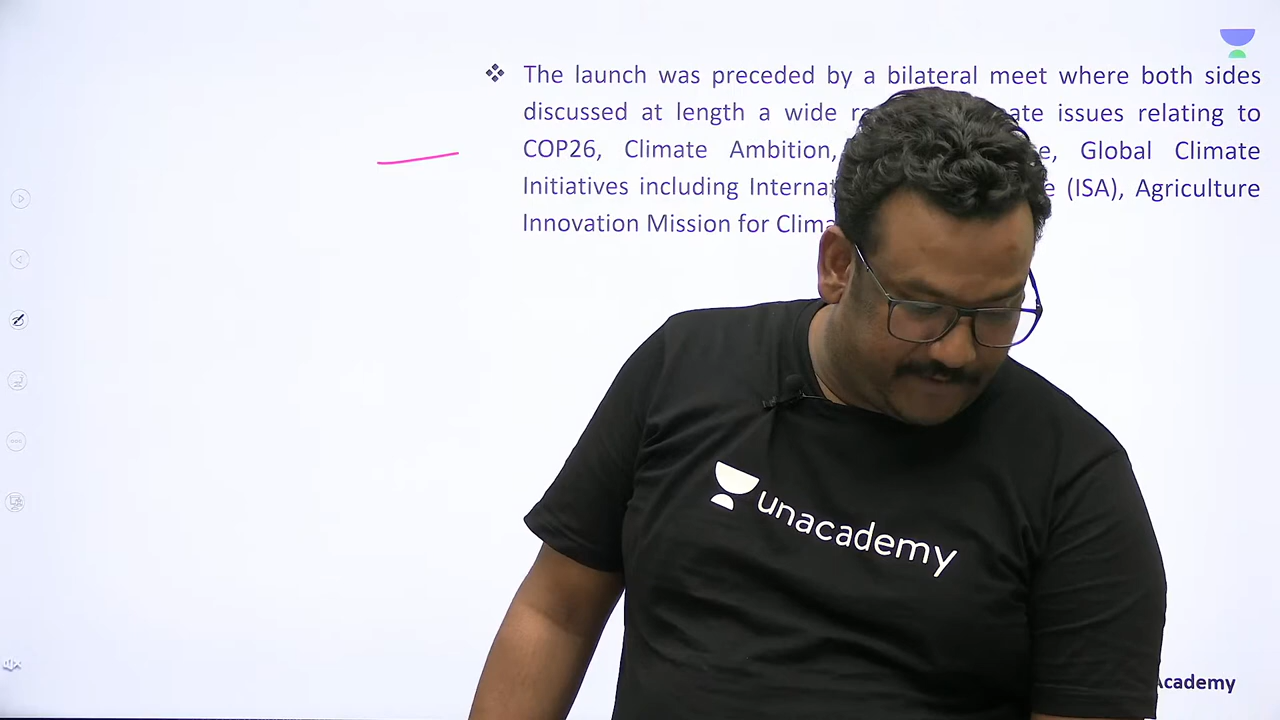 The launch was preceded by a bilateral meet where both sides
discussed at length a wide issues relating to
COP26, Climate Ambition, Global Climate
Initiatives including (ISA), Agriculture
Innovation Mission for
unacademy
Academy